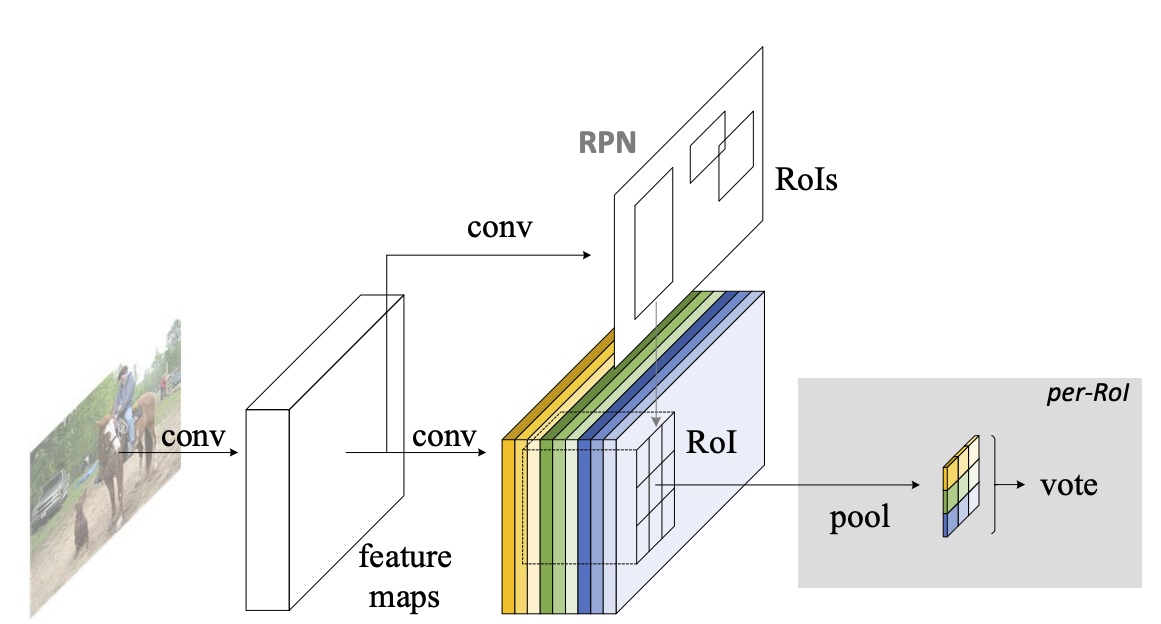 RPN
RoIs
conv
per-RoI
conv
conv
RoI
vote
pool
feature
maps